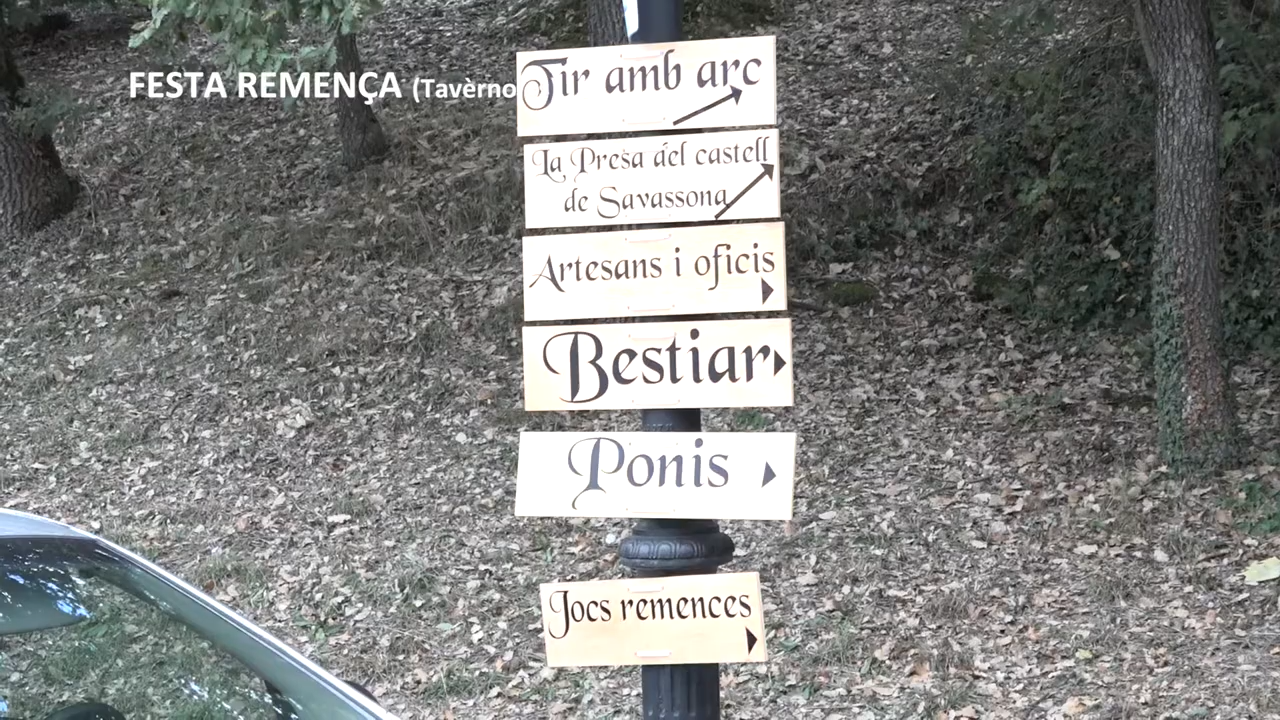 FESTA REMENÇA (Tavèrno
Tir amb arc
La Presa del castell
de Savassona
Artesans i oficis
Bestiar
Ponis
Jocs remences